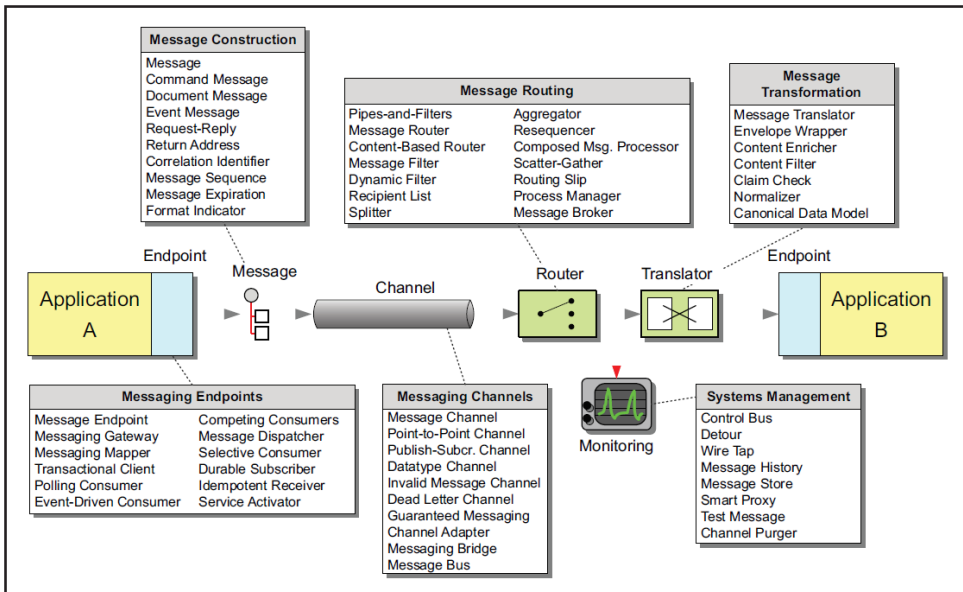 Message Construction
Message
Command Message
Document Message
Event Message
Request-Reply
Return Address
Correlation Identifier
Message Sequence
Message Expiration
Format Indicator
Message Routing
Pipes-and-Filters
Message Router
Content-Based Router
Message Filter
Dynamic Filter
Recipient List
Splitter
Aggregator
Resequencer
Composed Msg. Processor
Scatter-Gather
Routing Slip
Process Manager
Message Broker
Message
Transformation
Message Translator
Envelope Wrapper
Content Enricher
Content Filter
Claim Check
Normalizer
Canonical Data Model
Endpoint
Application
A
Message
Channel
Router
Translator
Endpoint
Application
B
Messaging Endpoints
Message Endpoint
Messaging Gateway
Messaging Mapper
Transactional Client
Polling Consumer
Event-Driven Consumer
Competing Consumers
Message Dispatcher
Selective Consumer
Durable Subscriber
Idempotent Receiver
Service Activator
Messaging Channels
Message Channel
Point-to-Point Channel
Publish-Subcr. Channel
Datatype Channel
Invalid Message Channel
Dead Letter Channel
Guaranteed Messaging
Channel Adapter
Messaging Bridge
Message Bus
Monitoring
Systems Management
Control Bus
Detour
Wire Tap
Message History
Message Store
Smart Proxy
Test Message
Channel Purger